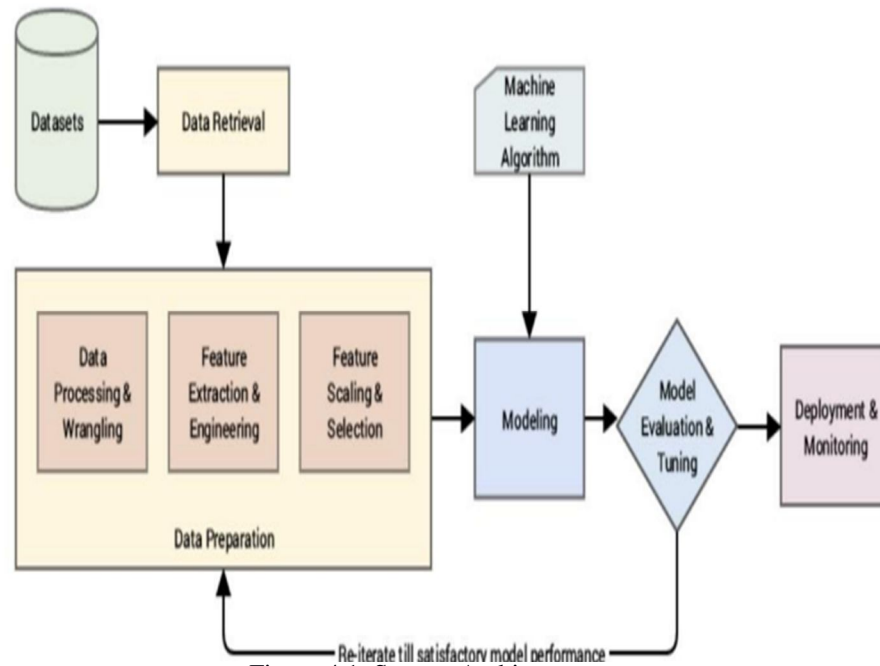 Datasets
Data Retrieval
Machine
Learning
Algorithm
Data
Processing &
Wrangling
Feature
Extraction &
Engineering
Feature
Scaling &
Selection
Data Preparation
Modeling
Model
Evaluation &
Tuning
Deployment &
Monitoring
Re-iterate till satisfactory model performance